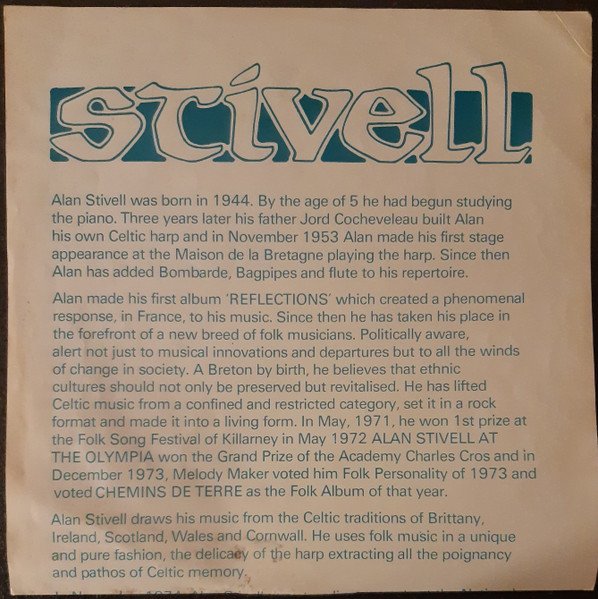 stivell
Alan Stivell was born in 1944. By the age of 5 he had begun studying
the piano. Three years later his father Jord Cocheveleau built Alan
his own Celtic harp and in November 1953 Alan made his first stage
appearance at the Maison de la Bretagne playing the harp. Since then
Alan has added Bombarde, Bagpipes and flute to his repertoire.
Alan made his first album 'REFLECTIONS' which created a phenomenal
response, in France, to his music. Since then he has taken his place in
the forefront of a new breed of folk musicians. Politically aware,
alert not just to musical innovations and departures but to all the winds
of change in society. A Breton by birth, he believes that ethnic
cultures should not only be preserved but revitalised. He has lifted
Celtic music from a confined and restricted category, set it in a rock
format and made it into a living form. In May, 1971, he won 1st prize at
the Folk Song Festival of Killarney in May 1972 ALAN STIVELL AT
THE OLYMPIA won the Grand Prize of the Academy Charles Cros and in
December 1973, Melody Maker voted him Folk Personality of 1973 and
voted CHEMINS DE TERRE as the Folk Album of that year.
Alan Stivell draws his music from the Celtic traditions of Brittany,
Ireland, Scotland, Wales and Cornwall. He uses folk music in a unique
and pure fashion, the delicacy of the harp extracting all the poignancy
and pathos of Celtic memory.